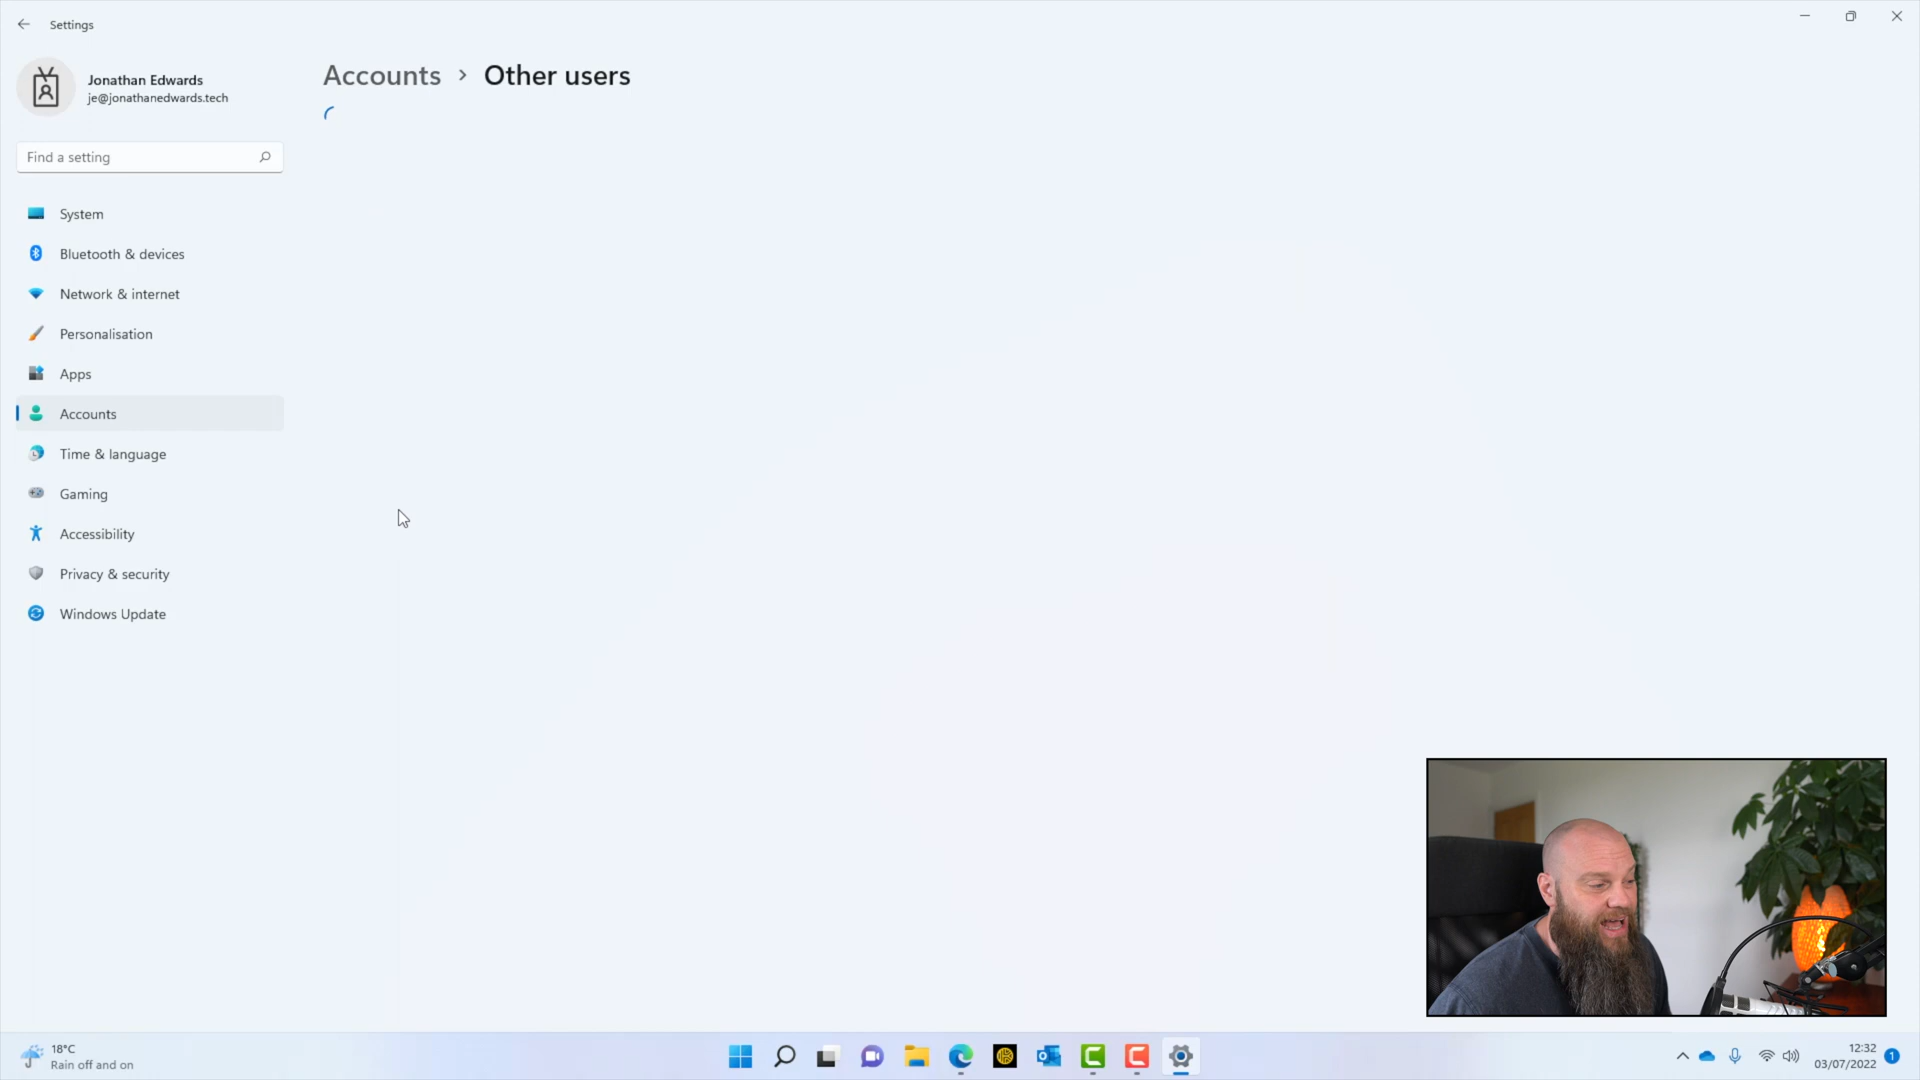 Settings
Jonathan Edwards
je@jonathanedwards.tech
Find a setting
System
Bluetooth & devices
Network & internet
Personalisation
Apps
Accounts
Time & language
Gaming
Accessibility
Privacy & security
Windows Update
Accounts > Other users
18°C
Rain off and on
12:32
03/07/2022
1